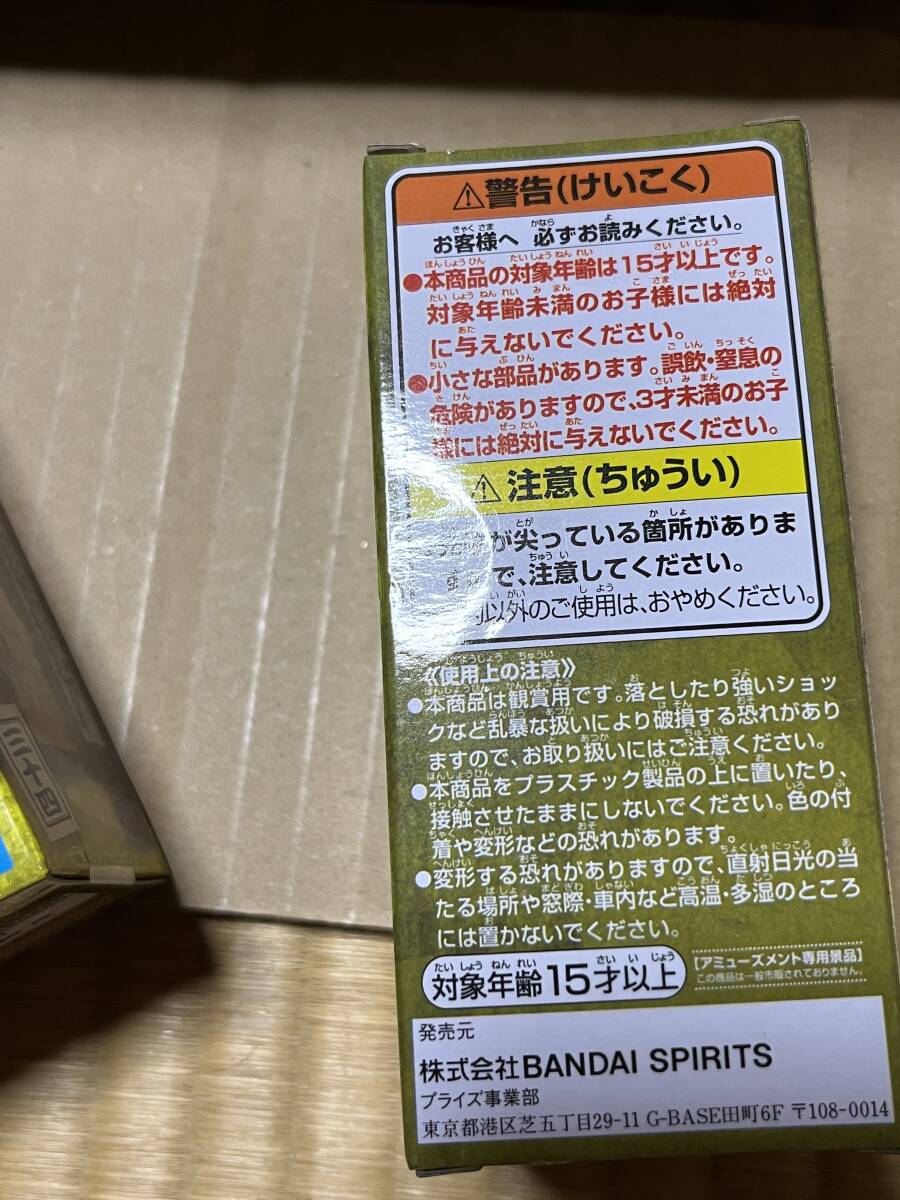 ⚠警告(けいこく)
お客様へ 必ずお読みください。
●本商品の対象年齢は15才以上です。
対象年齢未満のお子様には絶対
に与えないでください。
●小さな部品があります。誤飲・窒息の
危険がありますので、3才未満のお子
様には絶対に与えないでください。
⚠注意(ちゅうい)
が尖っている箇所がありま
で、注意してください。
以外のご使用は、おやめください。
《使用上の注意》
●本商品は観賞用です。落としたり強いショッ
クなど乱暴な扱いにより破損する恐れがあり
ますので、お取り扱いにはご注意ください。
●本商品をプラスチック製品の上に置いたり、
接触させたままにしないでください。色の付
着や変形などの恐れがあります。
●変形する恐れがありますので、直射日光の当
たる場所や窓際・車内など高温・多湿のところ
には置かないでください。
対象年齢15才以上
[アミューズメント専用景品]
この商品は一般市販されておりません。
発売元
株式会社BANDAI SPIRITS
プライズ事業部
東京都港区芝五丁目29-11 G-BASE田町6F 〒108-0014